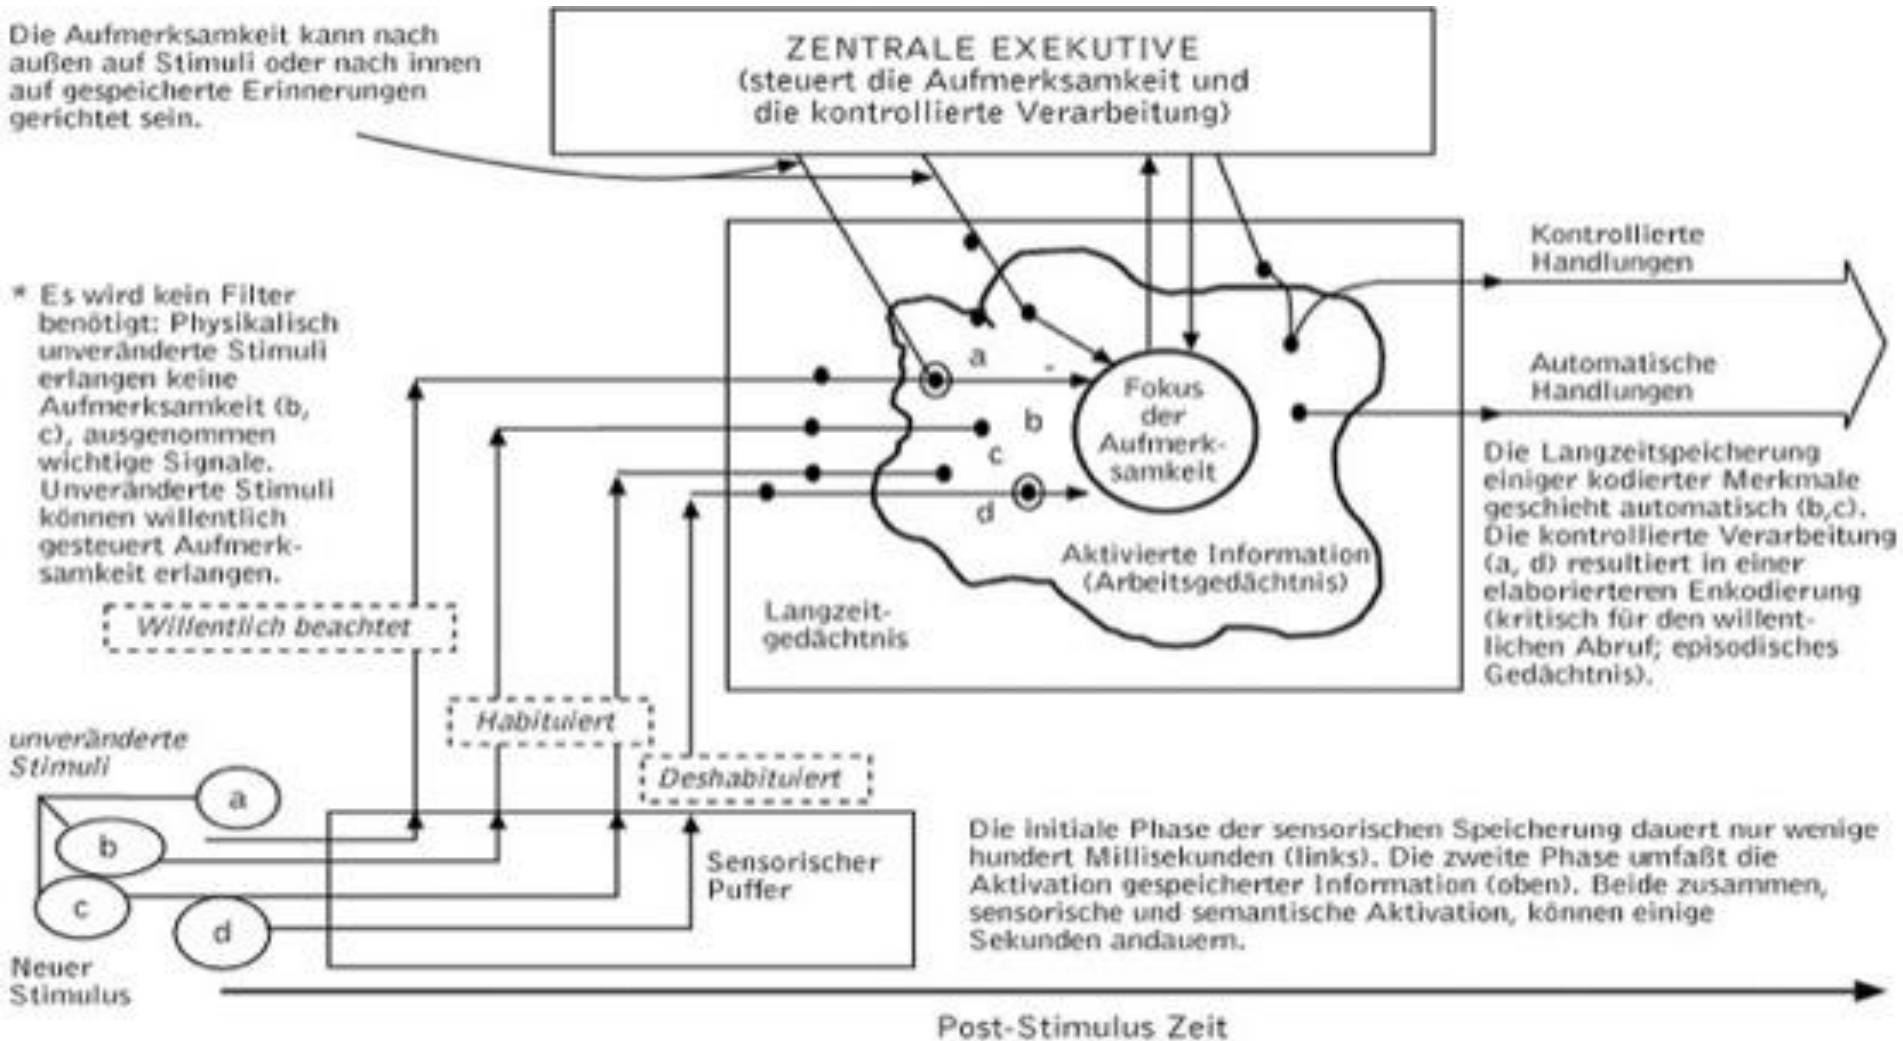 Die Aufmerksamkeit kann nach
außen auf Stimuli oder nach innen
auf gespeicherte Erinnerungen
gerichtet sein.
ZENTRALE EXEKUTIVE
(steuert die Aufmerksamkeit und
die kontrollierte Verarbeitung)
* Es wird kein Filter
benötigt: Physikalisch
unveränderte Stimuli
erlangen keine
Aufmerksamkeit (b,
c), ausgenommen
wichtige Signale.
Unveränderte Stimuli
können willentlich
gesteuert Aufmerk-
samkeit erlangen.
Kontrollierte
Handlungen
Automatische
Handlungen
a
b
c
d
Fokus
der
Aufmerk-
samkeit
Aktivierte Information
(Arbeitsgedächtnis)
Langzeit-
gedächtnis
Die Langzeitspeicherung
einiger kodierter Merkmale
geschieht automatisch (b,c).
Die kontrollierte Verarbeitung
(a, d) resultiert in einer
elaborierteren Enkodierung
(kritisch für den willent-
lichen Abruf; episodisches
Gedächtnis).
Willentlich beachtet
Habituiert
Deshabituiert
unveränderte
Stimuli
a
b
c
d
Neuer
Stimulus
Sensorischer
Puffer
Die initiale Phase der sensorischen Speicherung dauert nur wenige
hundert Millisekunden (links). Die zweite Phase umfaßt die
Aktivation gespeicherter Information (oben). Beide zusammen,
sensorische und semantische Aktivation, können einige
Sekunden andauern.
Post-Stimulus Zeit